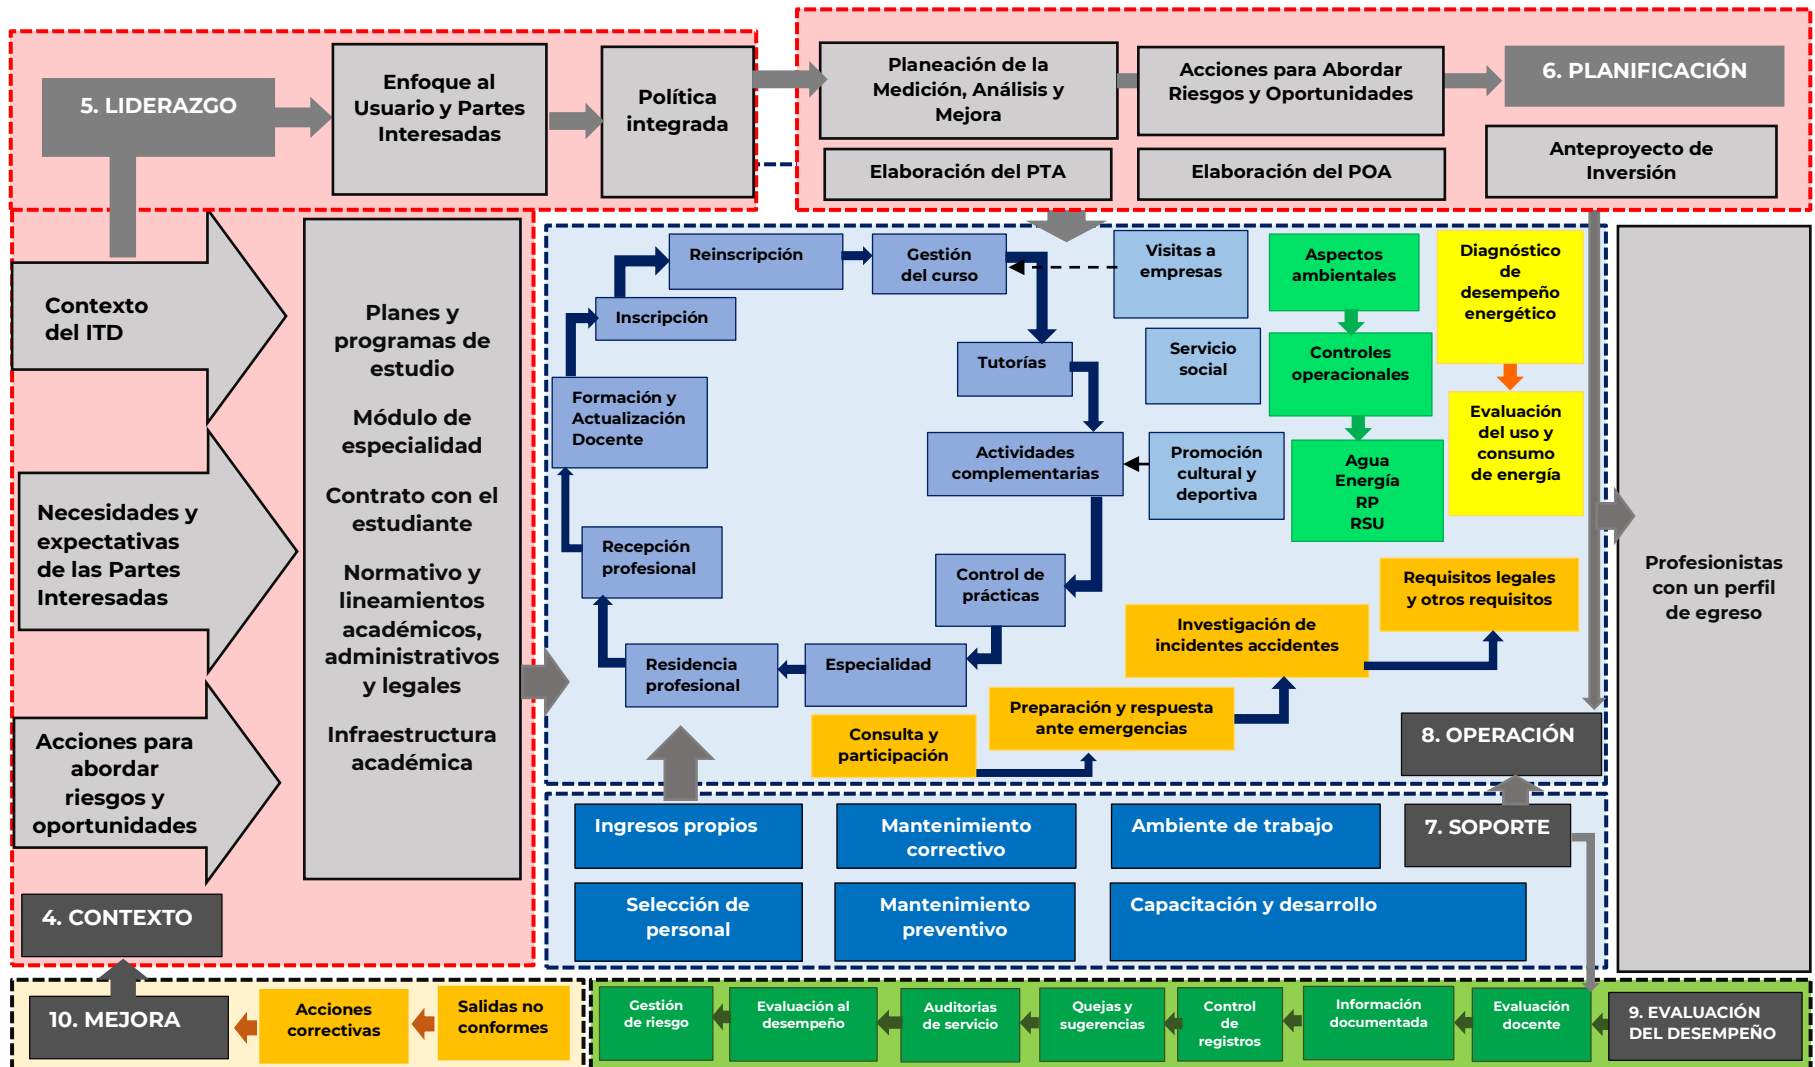 5. LIDERAZGO
Enfoque al
Usuario y Partes
Interesadas
Política
integrada
Planeación de la
Medición, Análisis y
Mejora
Acciones para Abordar
Riesgos y Oportunidades
6. PLANIFICACIÓN
Elaboración del PTA
Elaboración del POA
Anteproyecto de
Inversión
Contexto
del ITD
Necesidades y
expectativas
de las Partes
Interesadas
Acciones para
abordar
riesgos y
oportunidades
4. CONTEXTO
Planes y
programas de
estudio
Módulo de
especialidad
Contrato con el
estudiante
Normativo y
lineamientos
académicos,
administrativos
y legales
Infraestructura
académica
Reinscripción
Gestión
del curso
Visitas a
empresas
Inscripción
Tutorías
Servicio
social
Formación y
Actualización
Docente
Actividades
complementarias
Promoción
cultural y
deportiva
Recepción
profesional
Control de
prácticas
Residencia
profesional
Especialidad
Aspectos
ambientales
Controles
operacionales
Agua
Energía
RP
RSU
Diagnóstico
de
desempeño
energético
Evaluación
del uso y
consumo
de energía
Consulta y
participación
Preparación y respuesta
ante emergencias
Investigación de
incidentes accidentes
Requisitos legales
y otros requisitos
8. OPERACIÓN
Profesionistas
con un perfil
de egreso
Ingresos propios
Mantenimiento
correctivo
Ambiente de trabajo
7. SOPORTE
Selección de
personal
Mantenimiento
preventivo
Capacitación y desarrollo
10. MEJORA
Acciones
correctivas
Salidas no
conformes
Gestión
de riesgo
Evaluación al
desempeño
Auditorias
de servicio
Quejas y
sugerencias
Control
de
registros
Información
documentada
Evaluación
docente
9. EVALUACIÓN
DEL DESEMPEÑO